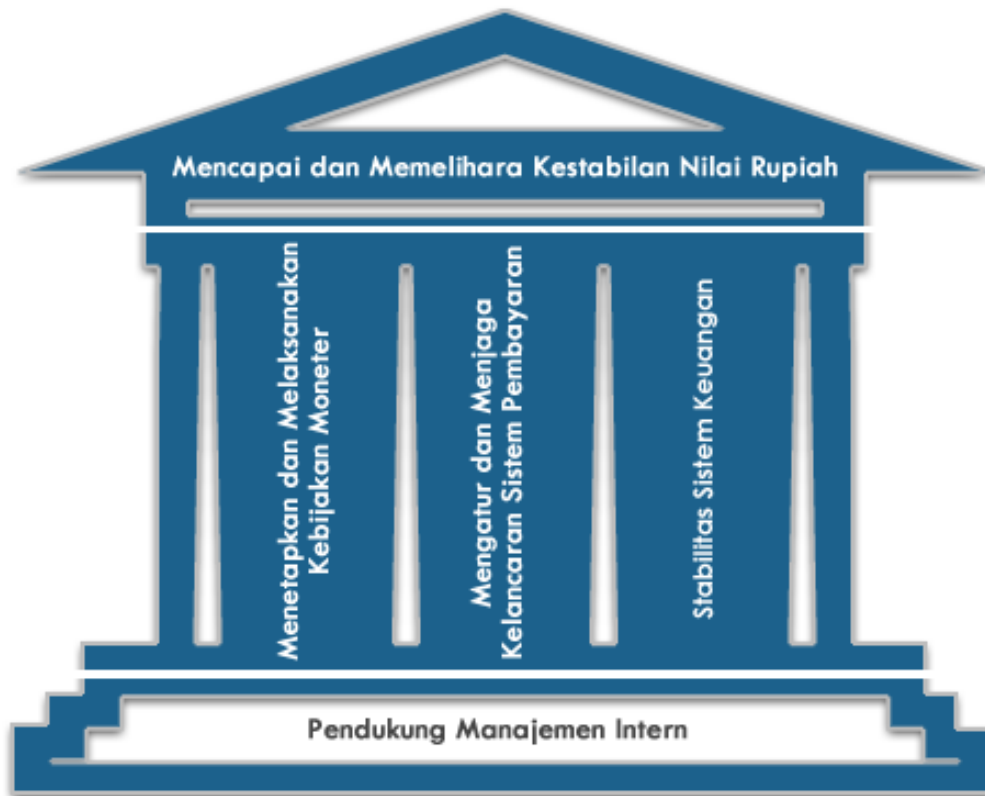 Mencapai dan Memelihara Kestabilan Nilai Rupiah
Menetapkan dan Melaksanakan
Kebijakan Moneter
Mengatur dan Menjaga
Kelancaran Sistem Pembayaran
Stabilitas Sistem Keuangan
Pendukung Manajemen Intern